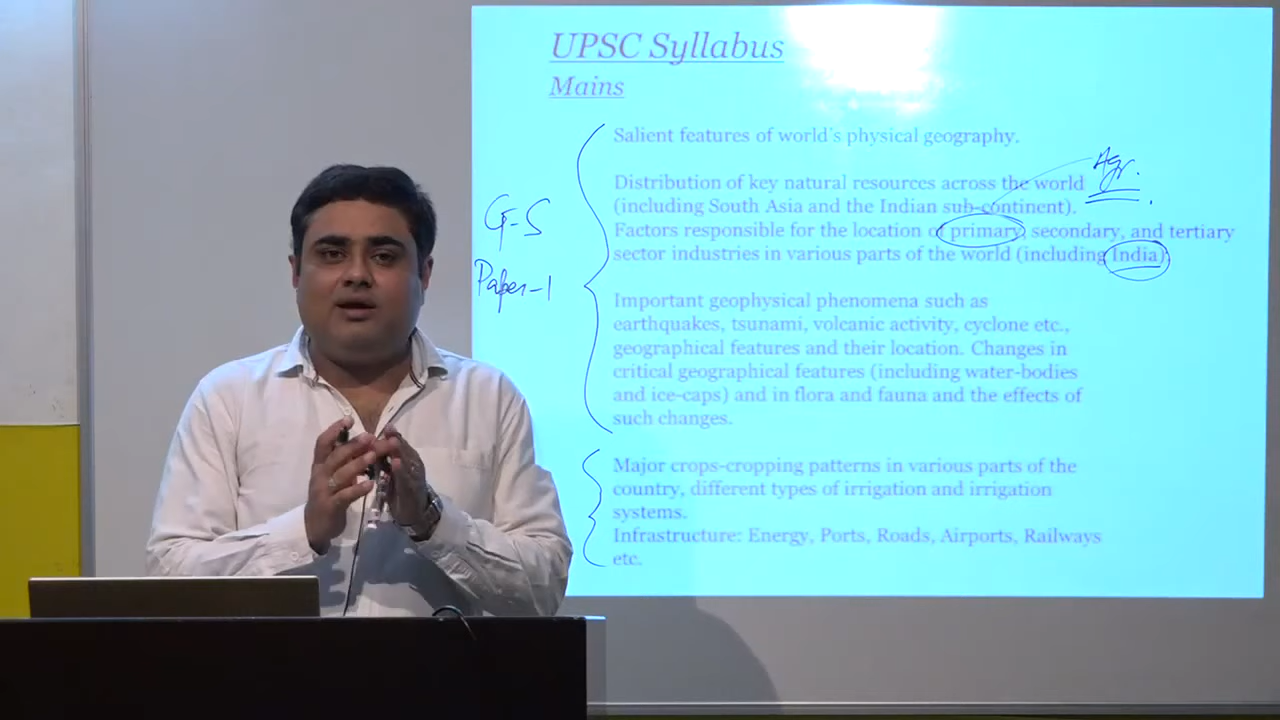 UPSC Syllabus
Mains
Salient features of world's physical geography.
Agr.
Distribution of key natural resources across the world
(including South Asia and the Indian sub-continent).
Factors responsible for the location of primary, secondary, and tertiary
sector industries in various parts of the world (including India).
G-S
Paper-1
Important geophysical phenomena such as
earthquakes, tsunami, volcanic activity, cyclone etc.,
geographical features and their location. Changes in
critical geographical features (including water-bodies
and ice-caps) and in flora and fauna and the effects of
such changes.
Major crops-cropping patterns in various parts of the
country, different types of irrigation and irrigation
systems.
Infrastructure: Energy, Ports, Roads, Airports, Railways
etc.